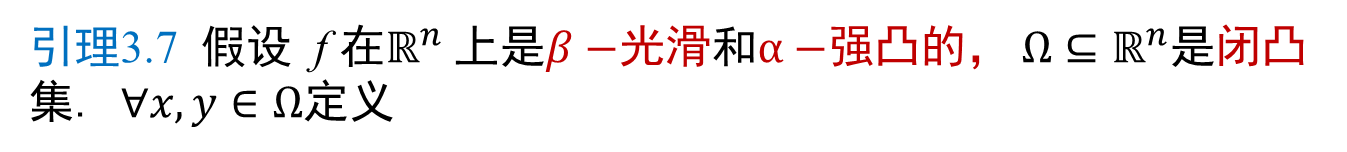 引理3.7 假设 f在ℝⁿ 上是β −光滑和α −强凸的， Ω ⊆ ℝⁿ是闭凸
集. ∀x, y ∈ Ω定义